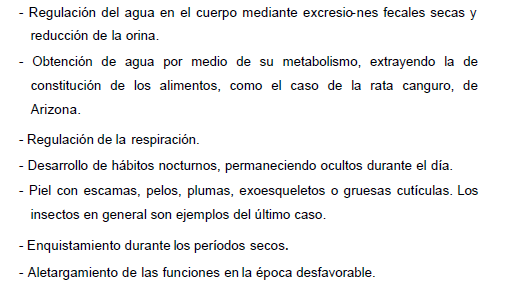 - Regulación del agua en el cuerpo mediante excresio-nes fecales secas y
reducción de la orina.
- Obtención de agua por medio de su metabolismo, extrayendo la de
constitución de los alimentos, como el caso de la rata canguro, de
Arizona.
- Regulación de la respiración.
- Desarrollo de hábitos nocturnos, permaneciendo ocultos durante el día.
- Piel con escamas, pelos, plumas, exoesqueletos o gruesas cutículas. Los
insectos en general son ejemplos del último caso.
- Enquistamiento durante los períodos secos.
- Aletargamiento de las funciones en la época desfavorable.